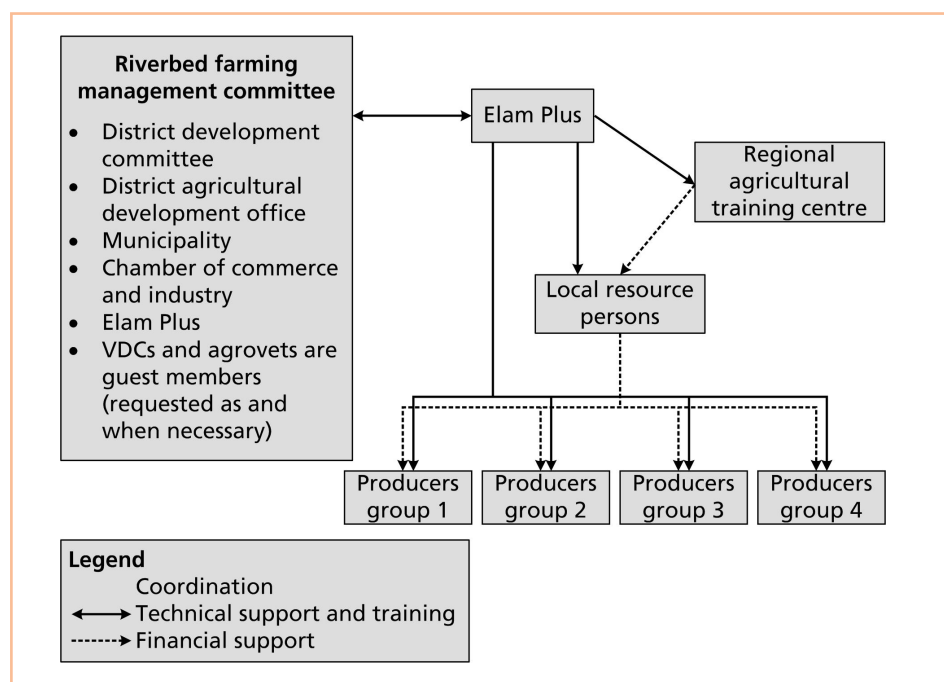 Riverbed farming
management committee
• District development
committee
• District agricultural
development office
• Municipality
• Chamber of commerce
and industry
• Elam Plus
• VDCs and agrovets are
guest members
(requested as and
when necessary)
Elam Plus
Regional
agricultural
training centre
Local resource
persons
Producers
group 1
Producers
group 2
Producers
group 3
Producers
group 4
Legend
Coordination
Technical support and training
Financial support